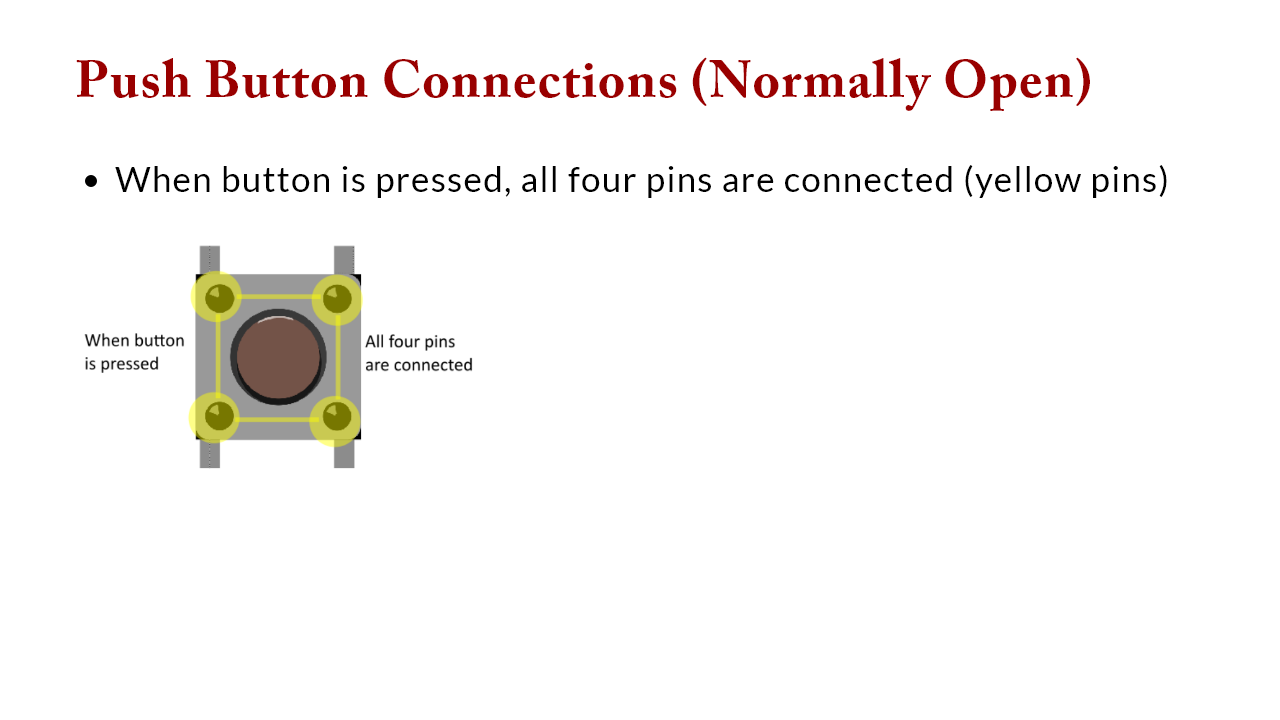 Push Button Connections (Normally Open)
• When button is pressed, all four pins are connected (yellow pins)
When button
is pressed
All four pins
are connected